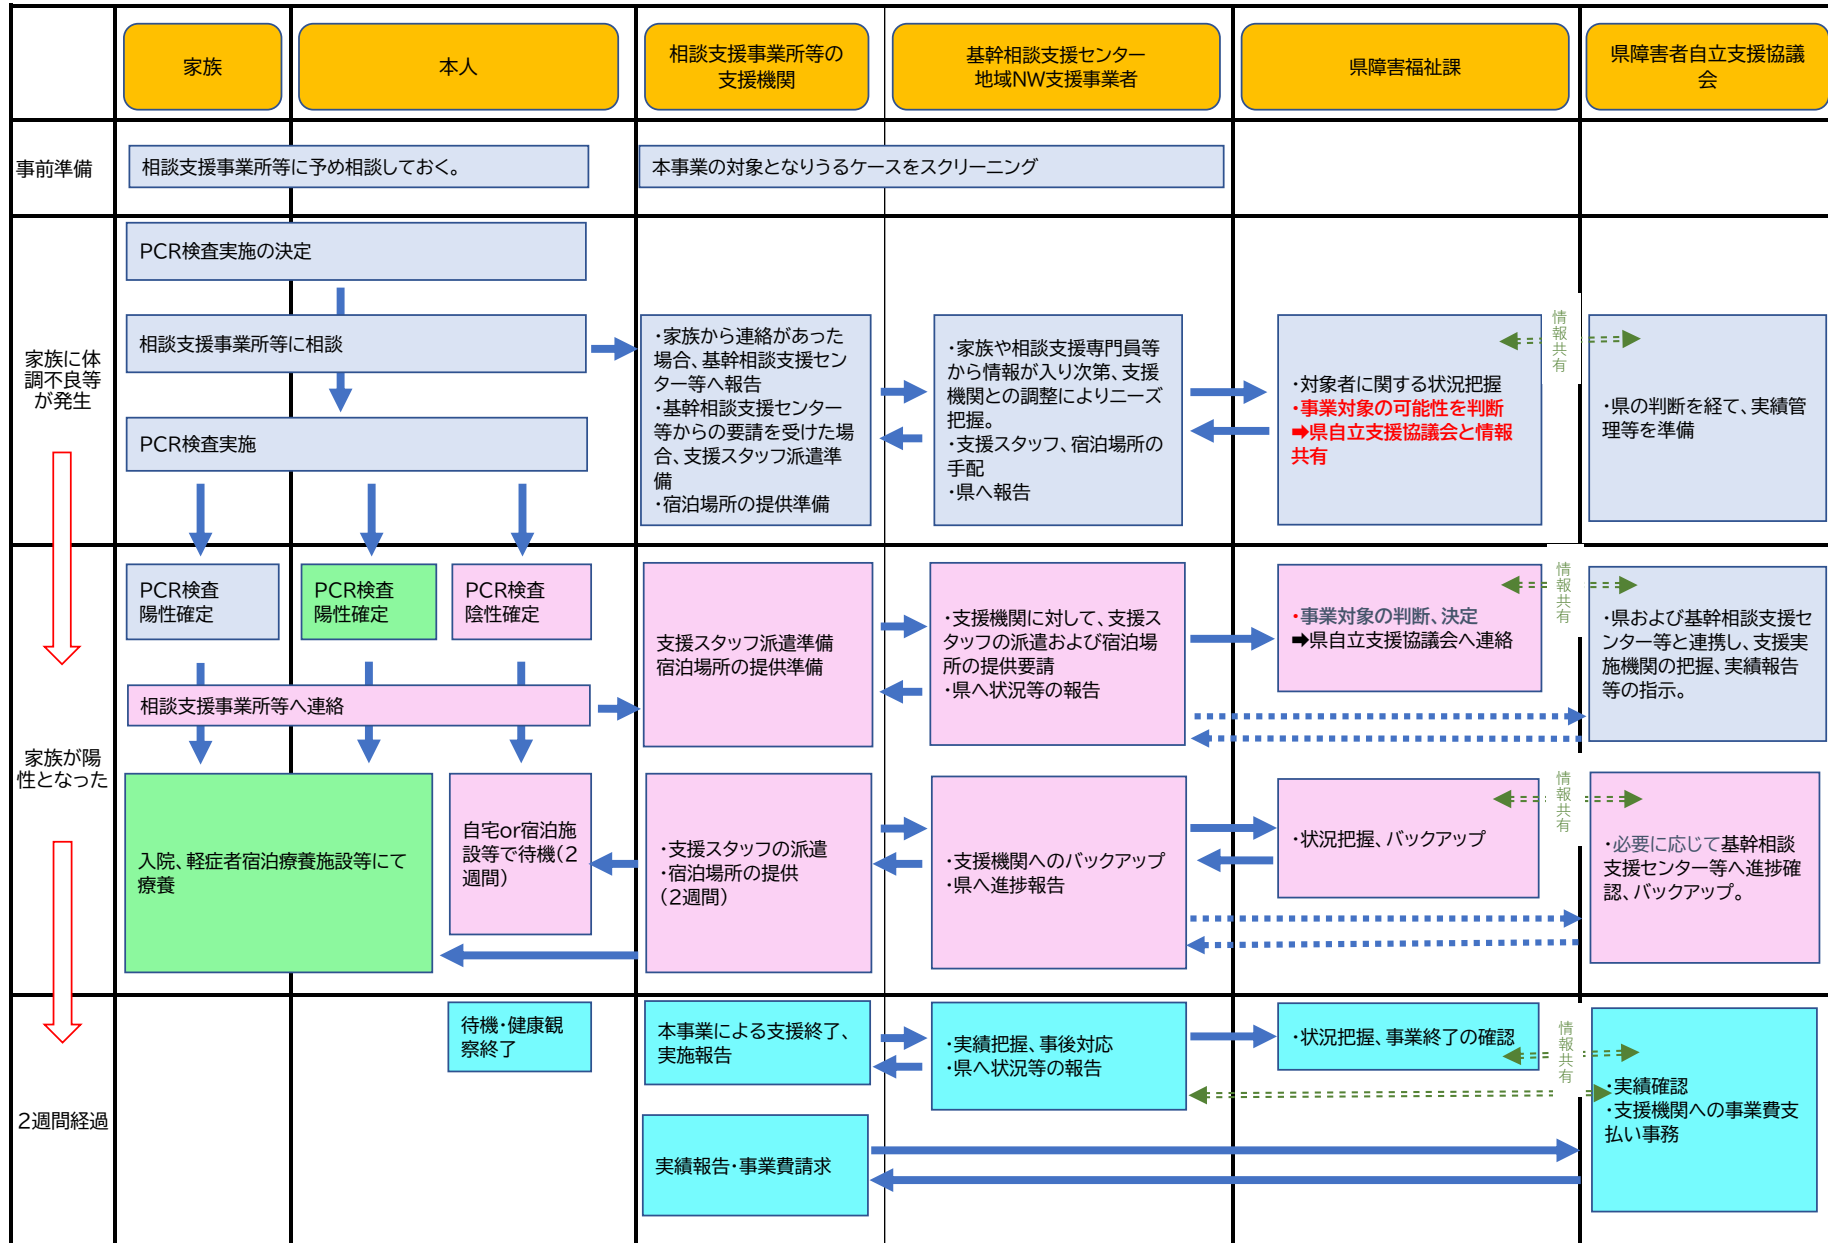 家族
本人
相談支援事業所等の
支援機関
基幹相談支援センター
地域NW支援事業者
県障害福祉課
県障害者自立支援協議
会
事前準備
相談支援事業所等に予め相談しておく。
本事業の対象となりうるケースをスクリーニング
家族に体
調不良等
が発生
PCR検査実施の決定
相談支援事業所等に相談
PCR検査実施
・家族から連絡があった
場合、基幹相談支援セン
ター等へ報告
・基幹相談支援センター
等からの要請を受けた場
合、支援スタッフ派遣準
備
・宿泊場所の提供準備
・家族や相談支援専門員等
から情報が入り次第、支援
機関との調整によりニーズ
把握。
・支援スタッフ、宿泊場所の
手配
・県へ報告
・対象者に関する状況把握
・事業対象の可能性を判断
➡県自立支援協議会と情報
共有
情報共有
・県の判断を経て、実績管
理等を準備
家族が陽
性となった
PCR検査
陽性確定
PCR検査
陽性確定
PCR検査
陰性確定
相談支援事業所等へ連絡
支援スタッフ派遣準備
宿泊場所の提供準備
・支援機関に対して、支援ス
タッフの派遣および宿泊場
所の提供要請
・県へ状況等の報告
・事業対象の判断、決定
➡県自立支援協議会へ連絡
情報共有
・県および基幹相談支援セ
ンター等と連携し、支援実
施機関の把握、実績報告
等の指示。
入院、軽症者宿泊療養施設等にて
療養
自宅or宿泊施
設等で待機(2
週間)
・支援スタッフの派遣
・宿泊場所の提供
(2週間)
・支援機関へのバックアップ
・県へ進捗報告
・状況把握、バックアップ
情報共有
・必要に応じて基幹相談
支援センター等へ進捗確
認、バックアップ。
2週間経過
待機・健康観
察終了
本事業による支援終了、
実施報告
・実績把握、事後対応
・県へ状況等の報告
・状況把握、事業終了の確認
情報共有
・実績確認
・支援機関への事業費支
払い事務
実績報告・事業費請求